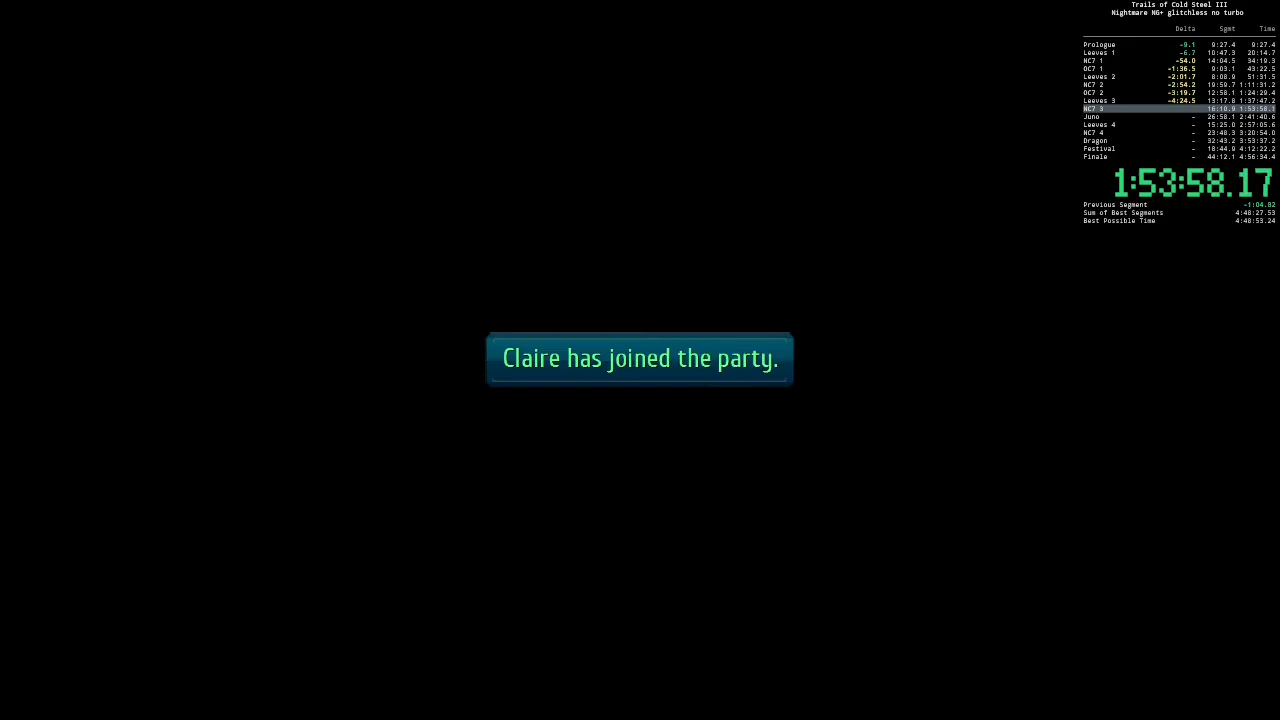 Trails of Cold Steel III
Nightmare NG+ glitchless no turbo
Delta Sgmt Time
Prologue -9.1 9:27.4 9:27.4
Leeves 1 -6.7 10:47.3 20:14.7
NC7 1 -54.0 14:04.5 34:19.3
OC7 1 -1:36.5 9:03.1 43:22.5
Leeves 2 -2:01.7 8:08.9 51:31.5
NC7 2 -2:54.2 19:59.7 1:11:31.2
OC7 2 -3:19.7 12:58.1 1:24:29.4
Leeves 3 -4:24.5 13:17.8 1:37:47.2
NC7 3 16:10.9 1:53:58.1
Juno - 26:58.1 2:41:40.6
Leeves 4 - 15:25.0 2:57:05.6
NC7 4 - 23:48.3 3:20:54.0
Dragon - 32:43.2 3:53:37.2
Festival - 18:44.9 4:12:22.2
Finale - 44:12.1 4:56:34.4
1:53:58.17
Previous Segment -1:04.82
Sum of Best Segments 4:48:27.53
Best Possible Time 4:48:53.24
Claire has joined the party.